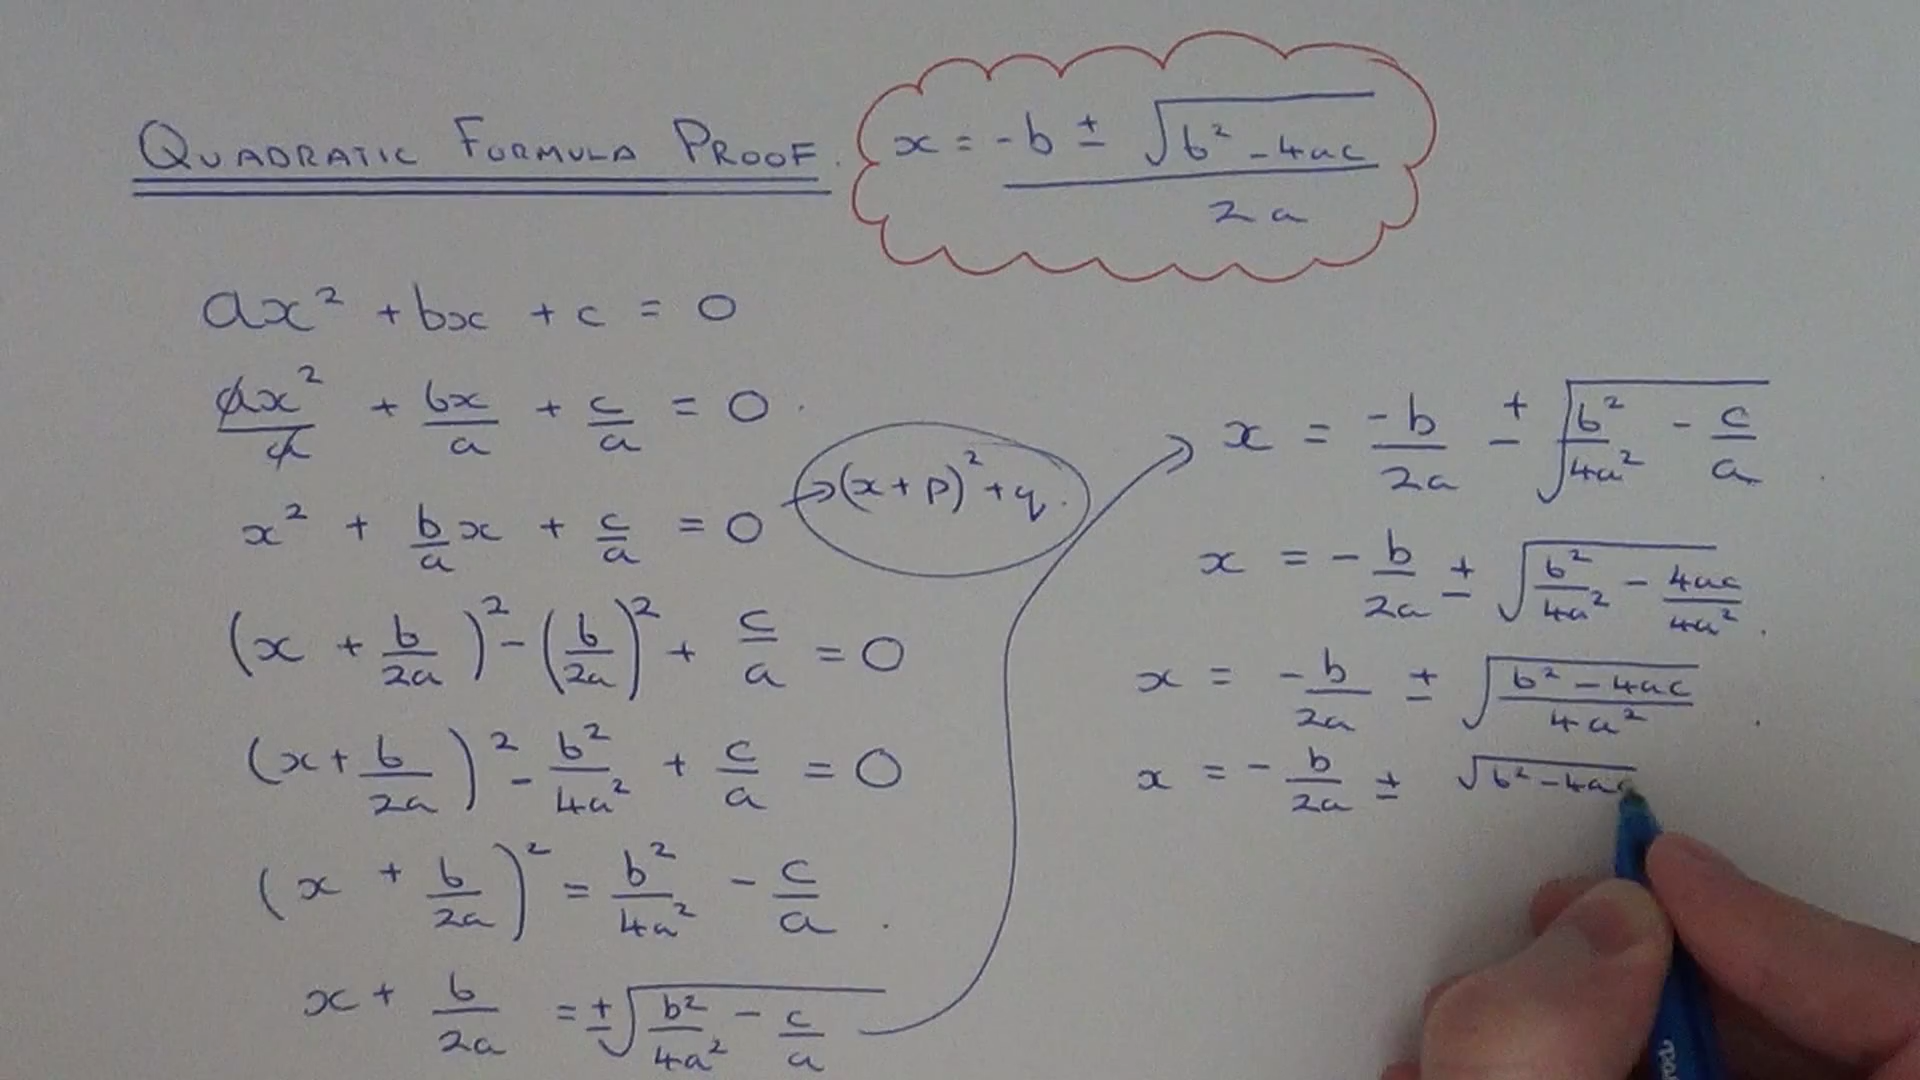 QUADRATIC FORMULA PROOF.
x = -b ± √(b² - 4ac) / 2a
ax² + bx + c = 0
ax²/a + bx/a + c/a = 0.
x² + b/a x + c/a = 0 → (x + p)² + q.
(x + b/2a)² - (b/2a)² + c/a = 0
(x + b/2a)² - b²/4a² + c/a = 0
(x + b/2a)² = b²/4a² - c/a.
x + b/2a = ±√(b²/4a² - c/a)
x = -b/2a ± √(b²/4a² - c/a).
x = -b/2a ± √(b²/4a² - 4ac/4a²).
x = -b/2a ± √((b² - 4ac)/4a²).
x = -b/2a ± √(b² - 4ac